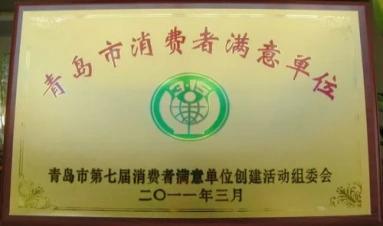 青岛市消费者满意单位
青岛市第七届消费者满意单位创建活动组委会
二〇一一年三月